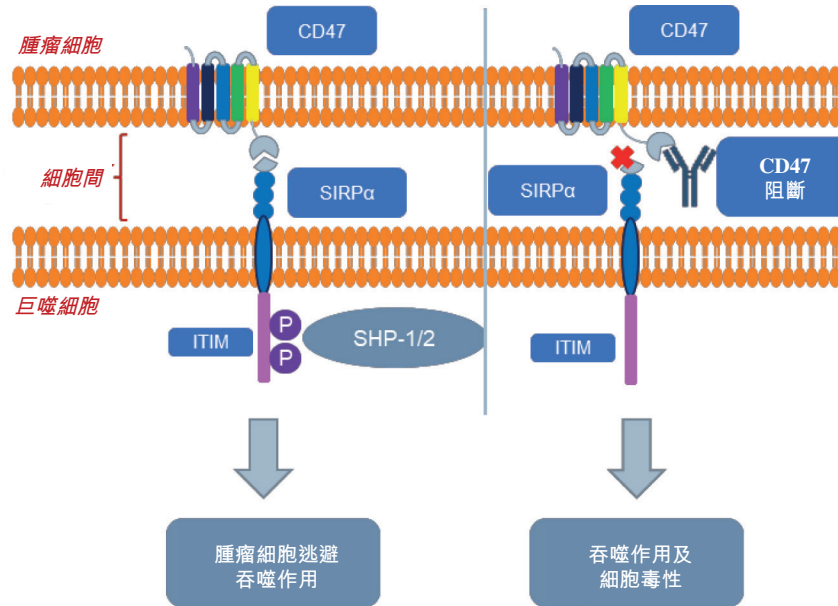 CD47
腫瘤細胞
細胞間
SIRPα
巨噬細胞
ITIM
P
P
SHP-1/2
腫瘤細胞逃避
吞噬作用
CD47
SIRPα
CD47
阻斷
ITIM
吞噬作用及
細胞毒性